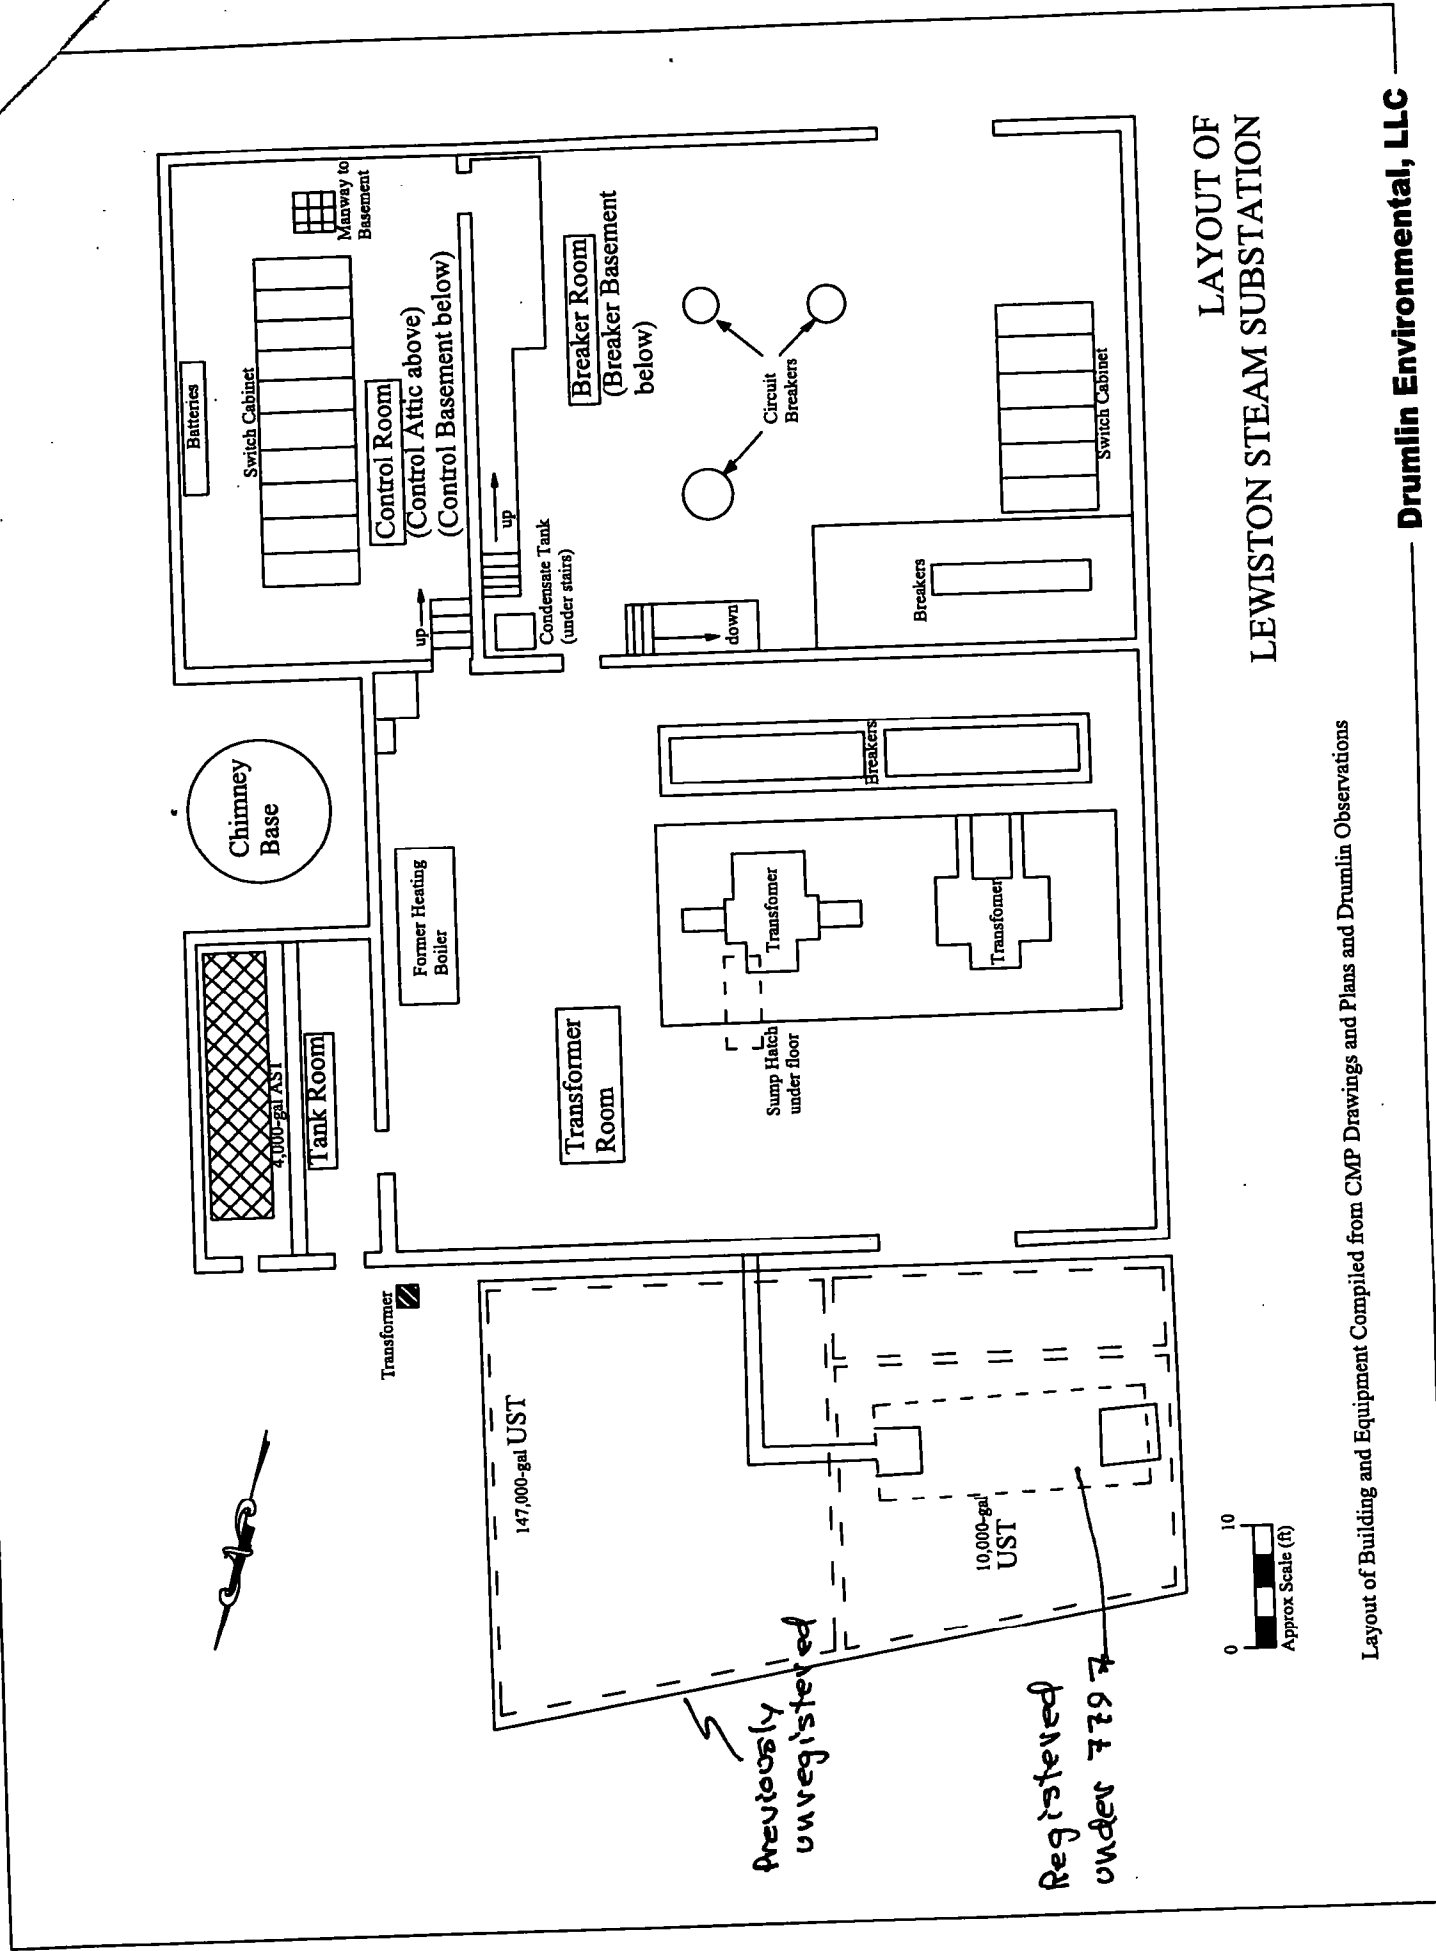 Batteries
Switch Cabinet
Manway to
Basement
Control Room
(Control Attic above)
(Control Basement below)
up
up
Condensate Tank
(under stairs)
Breaker Room
(Breaker Basement
below)
Circuit
Breakers
down
Breakers
Switch Cabinet
Chimney
Base
4,000-gal AST
Tank Room
Former Heating
Boiler
Transformer
Room
Breakers
Transfomer
Transfomer
Sump Hatch
under floor
Transformer
147,000-gal UST
10,000-gal
UST
Previously
unregistered
Registered
under 7797
0 10
Approx Scale (ft)
LAYOUT OF
LEWISTON STEAM SUBSTATION
Layout of Building and Equipment Compiled from CMP Drawings and Plans and Drumlin Observations
Drumlin Environmental, LLC